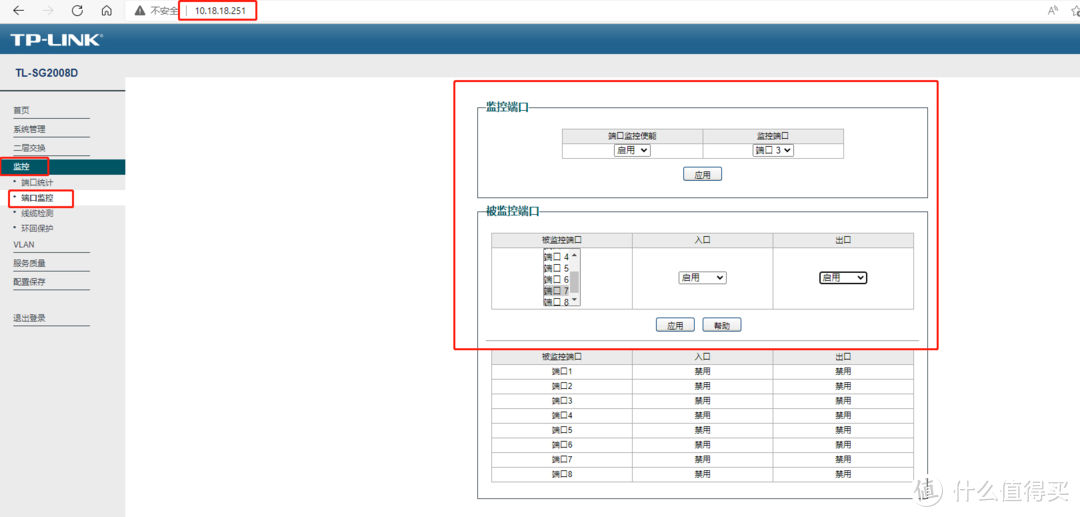 不安全 10.18.18.251
TP-LINK
TL-SG2008D
首页
系统管理
二层交换
监控
端口统计
端口监控
线缆检测
环回保护
VLAN
服务质量
配置保存
退出登录
监控端口
端口监控使能 监控端口
启用 端口 3
应用
被监控端口
被监控端口 入口 出口
端口 4
端口 5
端口 6
端口 7
端口 8
启用 启用
应用 帮助
被监控端口 入口 出口
端口1 禁用 禁用
端口2 禁用 禁用
端口3 禁用 禁用
端口4 禁用 禁用
端口5 禁用 禁用
端口6 禁用 禁用
端口7 禁用 禁用
端口8 禁用 禁用
值 什么值得买